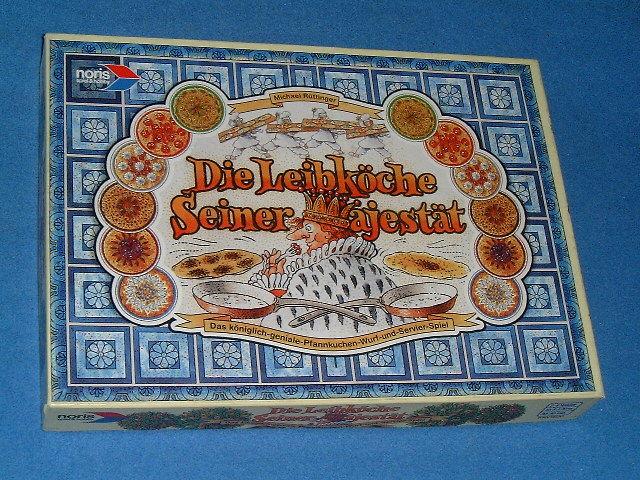 noris
Michael Rüttinger
Die Leibköche
Seiner Majestät
Das königlich-geniale-Pfannkuchen-Wurf-und-Servier-Spiel
noris
Die Leibköche
Seiner Majestät